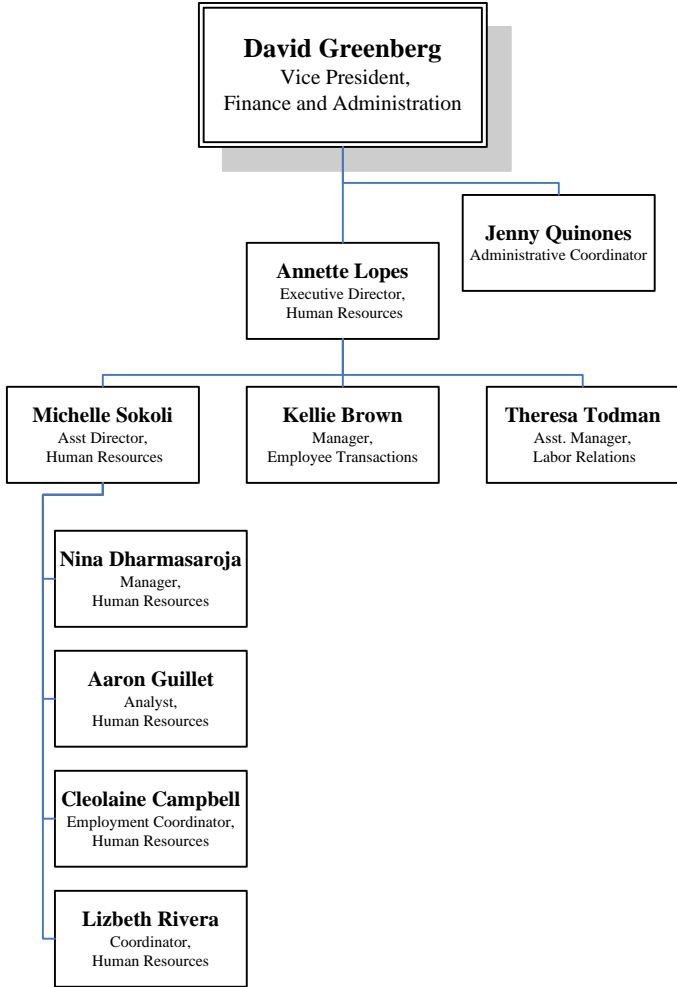 David Greenberg
Vice President,
Finance and Administration
Jenny Quinones
Administrative Coordinator
Annette Lopes
Executive Director,
Human Resources
Michelle Sokoli
Asst Director,
Human Resources
Kellie Brown
Manager,
Employee Transactions
Theresa Todman
Asst. Manager,
Labor Relations
Nina Dharmasaroja
Manager,
Human Resources
Aaron Guillet
Analyst,
Human Resources
Cleolaine Campbell
Employment Coordinator,
Human Resources
Lizbeth Rivera
Coordinator,
Human Resources